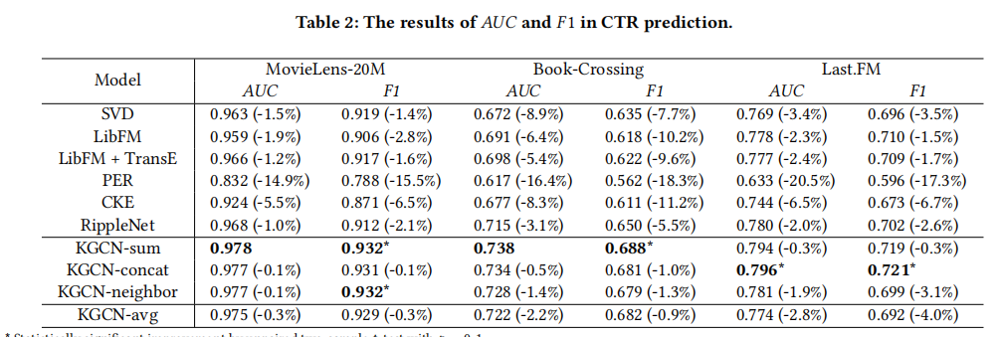 Table 2: The results of AUC and F1 in CTR prediction.
Model MovieLens-20M Book-Crossing Last.FM
AUC F1 AUC F1 AUC F1
SVD 0.963 (-1.5%) 0.919 (-1.4%) 0.672 (-8.9%) 0.635 (-7.7%) 0.769 (-3.4%) 0.696 (-3.5%)
LibFM 0.959 (-1.9%) 0.906 (-2.8%) 0.691 (-6.4%) 0.618 (-10.2%) 0.778 (-2.3%) 0.710 (-1.5%)
LibFM + TransE 0.966 (-1.2%) 0.917 (-1.6%) 0.698 (-5.4%) 0.622 (-9.6%) 0.777 (-2.4%) 0.709 (-1.7%)
PER 0.832 (-14.9%) 0.788 (-15.5%) 0.617 (-16.4%) 0.562 (-18.3%) 0.633 (-20.5%) 0.596 (-17.3%)
CKE 0.924 (-5.5%) 0.871 (-6.5%) 0.677 (-8.3%) 0.611 (-11.2%) 0.744 (-6.5%) 0.673 (-6.7%)
RippleNet 0.968 (-1.0%) 0.912 (-2.1%) 0.715 (-3.1%) 0.650 (-5.5%) 0.780 (-2.0%) 0.702 (-2.6%)
KGCN-sum 0.978 0.932* 0.738 0.688* 0.794 (-0.3%) 0.719 (-0.3%)
KGCN-concat 0.977 (-0.1%) 0.931 (-0.1%) 0.734 (-0.5%) 0.681 (-1.0%) 0.796* 0.721*
KGCN-neighbor 0.977 (-0.1%) 0.932* 0.728 (-1.4%) 0.679 (-1.3%) 0.781 (-1.9%) 0.699 (-3.1%)
KGCN-avg 0.975 (-0.3%) 0.929 (-0.3%) 0.722 (-2.2%) 0.682 (-0.9%) 0.774 (-2.8%) 0.692 (-4.0%)